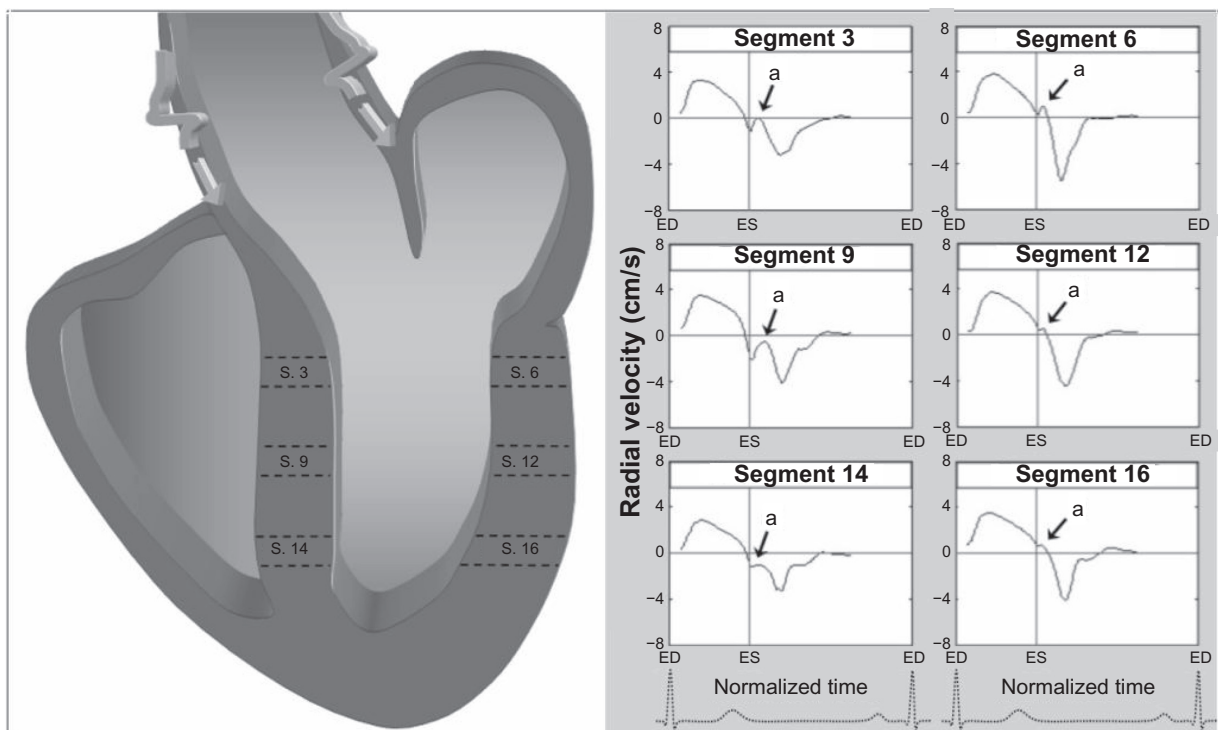 S. 3
S. 6
S. 9
S. 12
S. 14
S. 16
Radial velocity (cm/s)
Segment 3
8
4
0
−4
−8
a
ED
ES
ED
Segment 6
8
4
0
−4
−8
a
ED
ES
ED
Segment 9
8
4
0
−4
−8
a
ED
ES
ED
Segment 12
8
4
0
−4
−8
a
ED
ES
ED
Segment 14
8
4
0
−4
−8
a
ED
ES
ED
Normalized time
Segment 16
8
4
0
−4
−8
a
ED
ES
ED
Normalized time